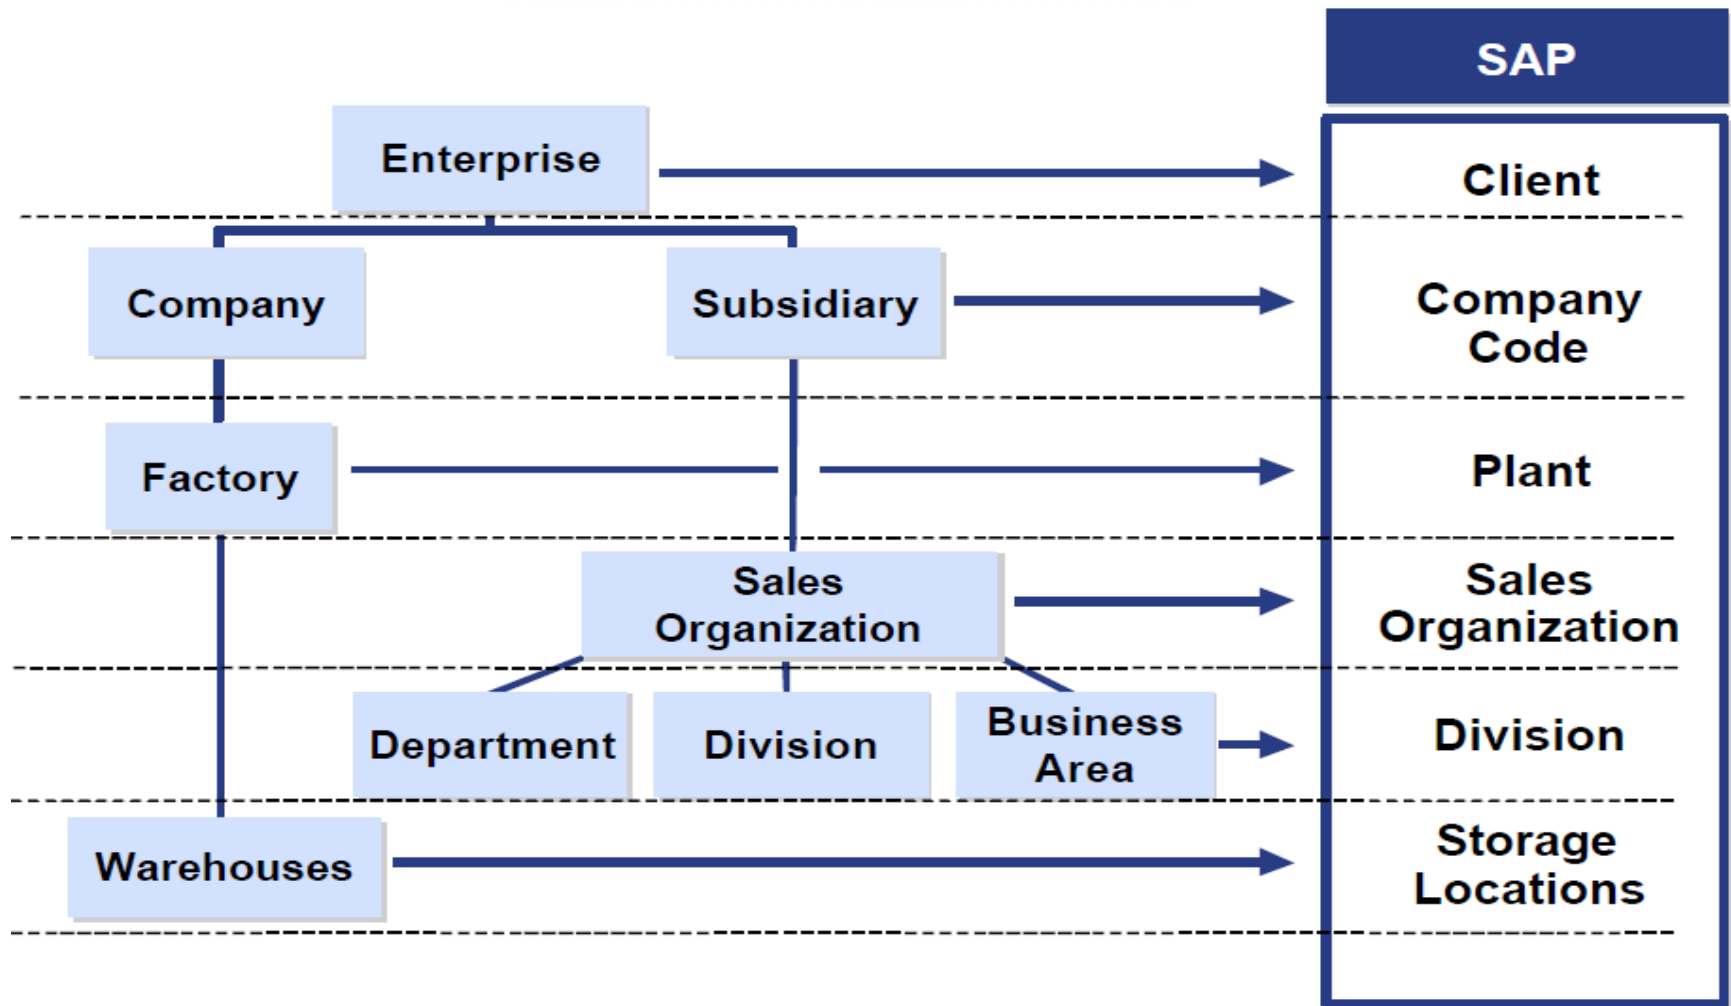 SAP
Enterprise
Client
Company
Subsidiary
Company
Code
Factory
Plant
Sales
Organization
Sales
Organization
Department
Division
Business
Area
Division
Warehouses
Storage
Locations